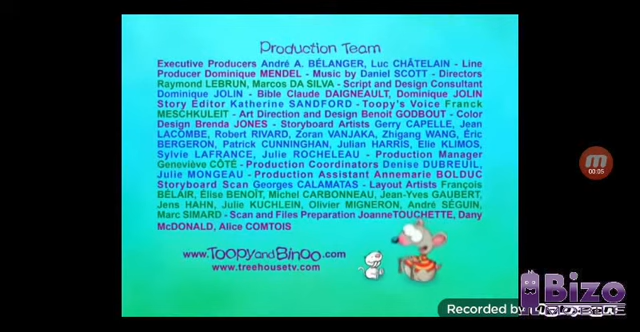 Production Team
Executive Producers André A. BÉLANGER, Luc CHÂTELAIN - Line
Producer Dominique MENDEL - Music by Daniel SCOTT - Directors
Raymond LEBRUN, Marcos DA SILVA - Script and Design Consultant
Dominique JOLIN - Bible Claude DAIGNEAULT, Dominique JOLIN
Story Editor Katherine SANDFORD - Toopy's Voice Franck
MESCHKULEIT - Art Direction and Design Benoit GODBOUT - Color
Design Brenda JONES - Storyboard Artists Gerry CAPELLE, Jean
LACOMBE, Robert RIVARD, Zoran VANJAKA, Zhigang WANG, Éric
BERGERON, Patrick CUNNINGHAN, Julian HARRIS, Elie KLIMOS,
Sylvie LAFRANCE, Julie ROCHELEAU - Production Manager
Geneviève CÔTÉ - Production Coordinators Denise DUBREUIL,
Julie MONGEAU - Production Assistant Annemarie BOLDUC
Storyboard Scan Georges CALAMATAS - Layout Artists François
BÉLAIR, Élise BENOÎT, Michel CARBONNEAU, Jean-Yves GAUBERT,
Jens HAHN, Julie KUCHLEIN, Olivier MIGNERON, André SÉGUIN,
Marc SIMARD - Scan and Files Preparation JoanneTOUCHETTE, Dany
McDONALD, Alice COMTOIS
www.ToopyandBinoo.com
www.treehousetv.com
00:05
Bizo
Recorded by